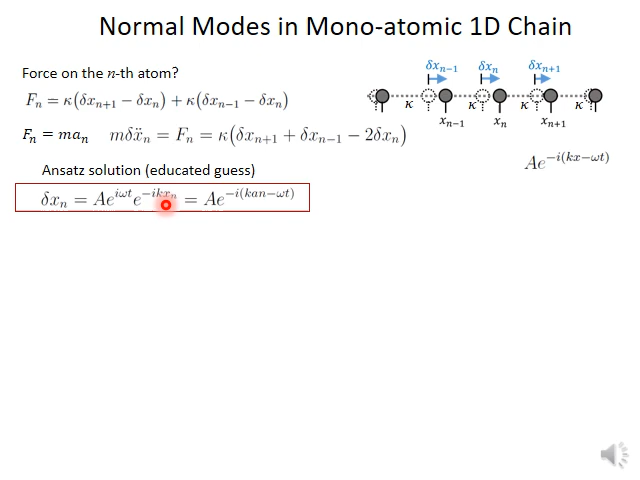 Normal Modes in Mono-atomic 1D Chain
Force on the n-th atom?
F_n = κ(δx_{n+1} − δx_n) + κ(δx_{n−1} − δx_n)
δx_{n−1} δx_n δx_{n+1}
κ κ κ κ
x_{n−1} x_n x_{n+1}
F_n = ma_n mδẍ_n = F_n = κ(δx_{n+1} + δx_{n−1} − 2δx_n)
Ansatz solution (educated guess)
Ae^{−i(kx−ωt)}
δx_n = Ae^{iωt}e^{−ikx_n} = Ae^{−i(kan−ωt)}